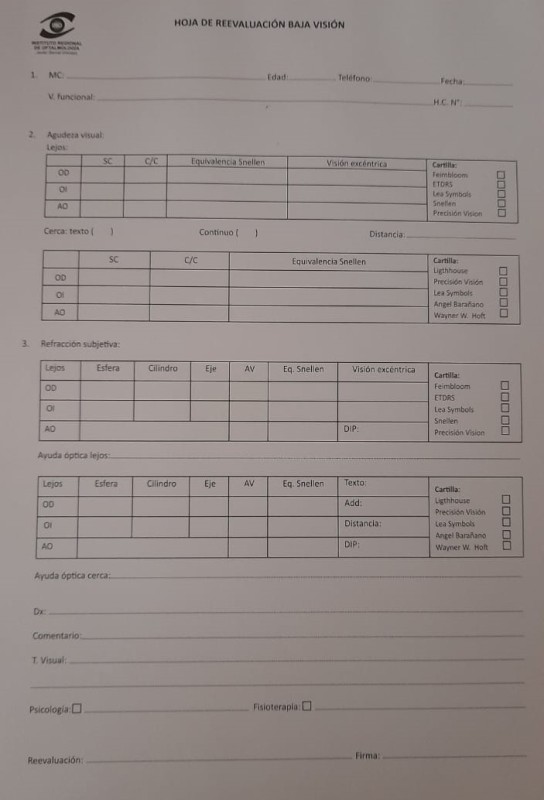 INSTITUTO REGIONAL
DE OFTALMOLOGÍA
HOJA DE REEVALUACIÓN BAJA VISIÓN
1. MC: Edad: Teléfono Fecha:
V. funcional: H.C. N°:
2. Agudeza visual:
Lejos:
SC C/C Equivalencia Snellen Visión excéntrica Cartilla:
OD Feimbloom
ETDRS
OI Lea Symbols
Snellen
AO Precisión Vision
Cerca: texto ( ) Continuo ( ) Distancia:
SC C/C Equivalencia Snellen Cartilla:
Ligthhouse
OD Precisión Visión
OI Lea Symbols
Angel Barañano
AO Wayner W. Hoft
3. Refracción subjetiva:
Lejos Esfera Cilindro Eje AV Eq. Snellen Visión excéntrica Cartilla:
OD Feimbloom
ETDRS
OI Lea Symbols
Snellen
AO DIP: Precisión Vision
Ayuda óptica lejos:
Lejos Esfera Cilindro Eje AV Eq. Snellen Texto: Cartilla:
OD Add: Ligthhouse
Precisión Visión
OI Distancia: Lea Symbols
Angel Barañano
AO DIP: Wayner W. Hoft
Ayuda óptica cerca:
Dx:
Comentario:
T. Visual:
Psicología: Fisioterapia:
Reevaluación: Firma: